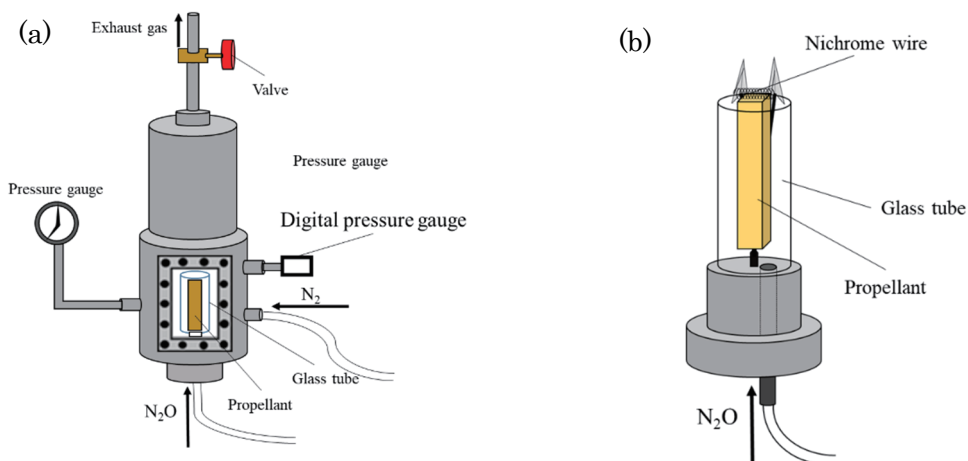 (a)
Exhaust gas
Valve
Pressure gauge
Pressure gauge
Digital pressure gauge
N₂
Glass tube
Propellant
N₂O
(b)
Nichrome wire
Glass tube
Propellant
N₂O